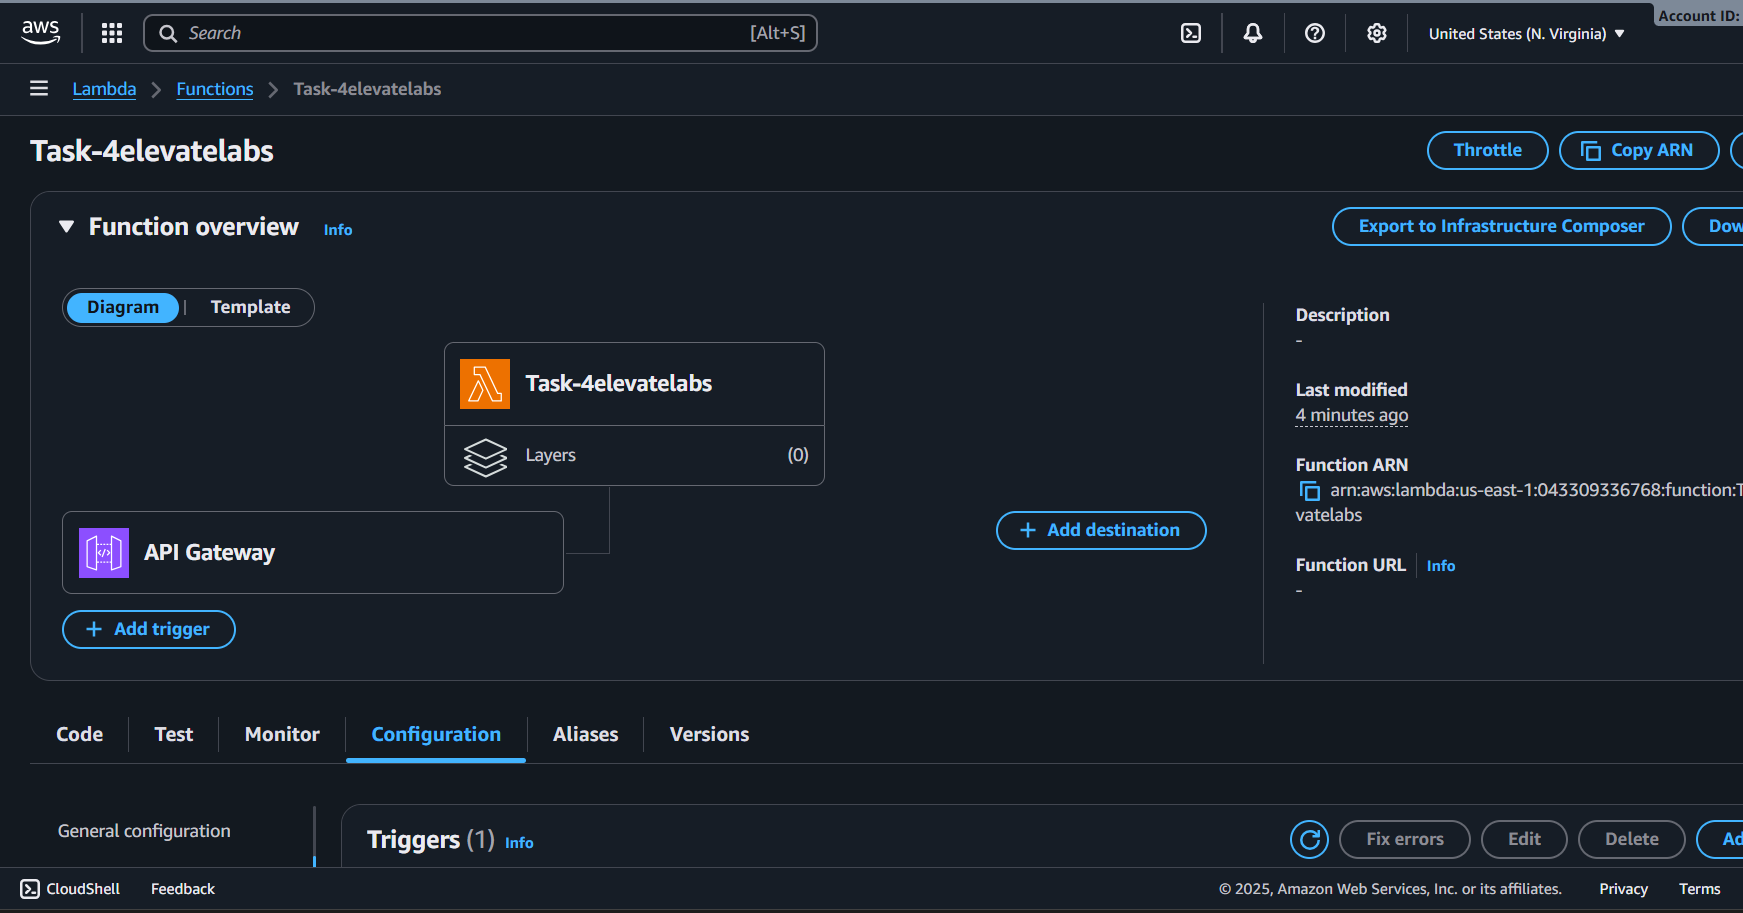 aws
Search [Alt+S]
United States (N. Virginia)
Account ID:
Lambda
Functions
Task-4elevatelabs
Task-4elevatelabs
Throttle
Copy ARN
Function overview Info
Export to Infrastructure Composer
Dow
Diagram | Template
Task-4elevatelabs
Layers (0)
API Gateway
+ Add trigger
+ Add destination
Description
-
Last modified
4 minutes ago
Function ARN
arn:aws:lambda:us-east-1:043309336768:function:T
vatelabs
Function URL Info
-
Code
Test
Monitor
Configuration
Aliases
Versions
General configuration
Triggers (1) Info
Fix errors
Edit
Delete
Ad
CloudShell
Feedback
© 2025, Amazon Web Services, Inc. or its affiliates.
Privacy
Terms